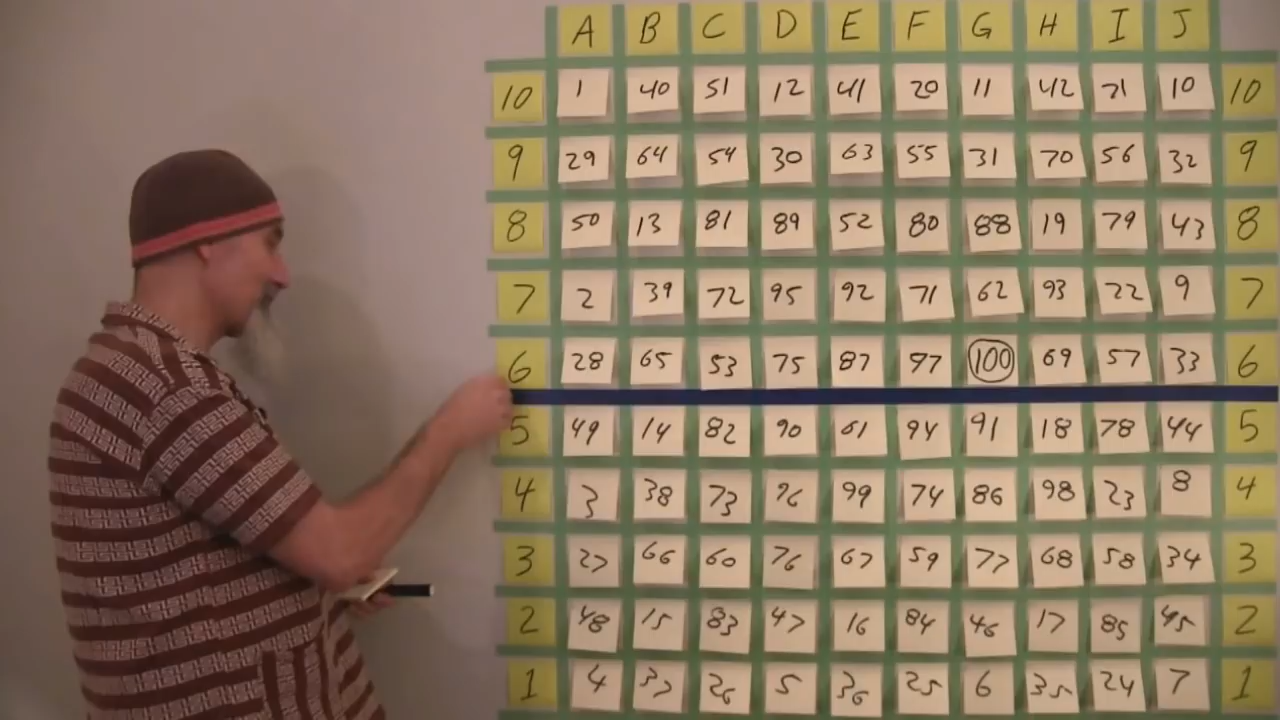 A B C D E F G H I J
10 1 40 51 12 41 20 11 42 21 10 10
9 29 64 54 30 63 55 31 70 56 32 9
8 50 13 81 89 52 80 88 19 79 43 8
7 2 39 72 95 92 71 62 93 22 9 7
6 28 65 53 75 87 97 100 69 57 33 6
5 49 14 82 90 61 94 91 18 78 44 5
4 3 38 73 96 99 74 86 98 23 8 4
3 27 66 60 76 67 59 77 68 58 34 3
2 48 15 83 47 16 84 46 17 85 45 2
1 4 37 26 5 36 25 6 35 24 7 1